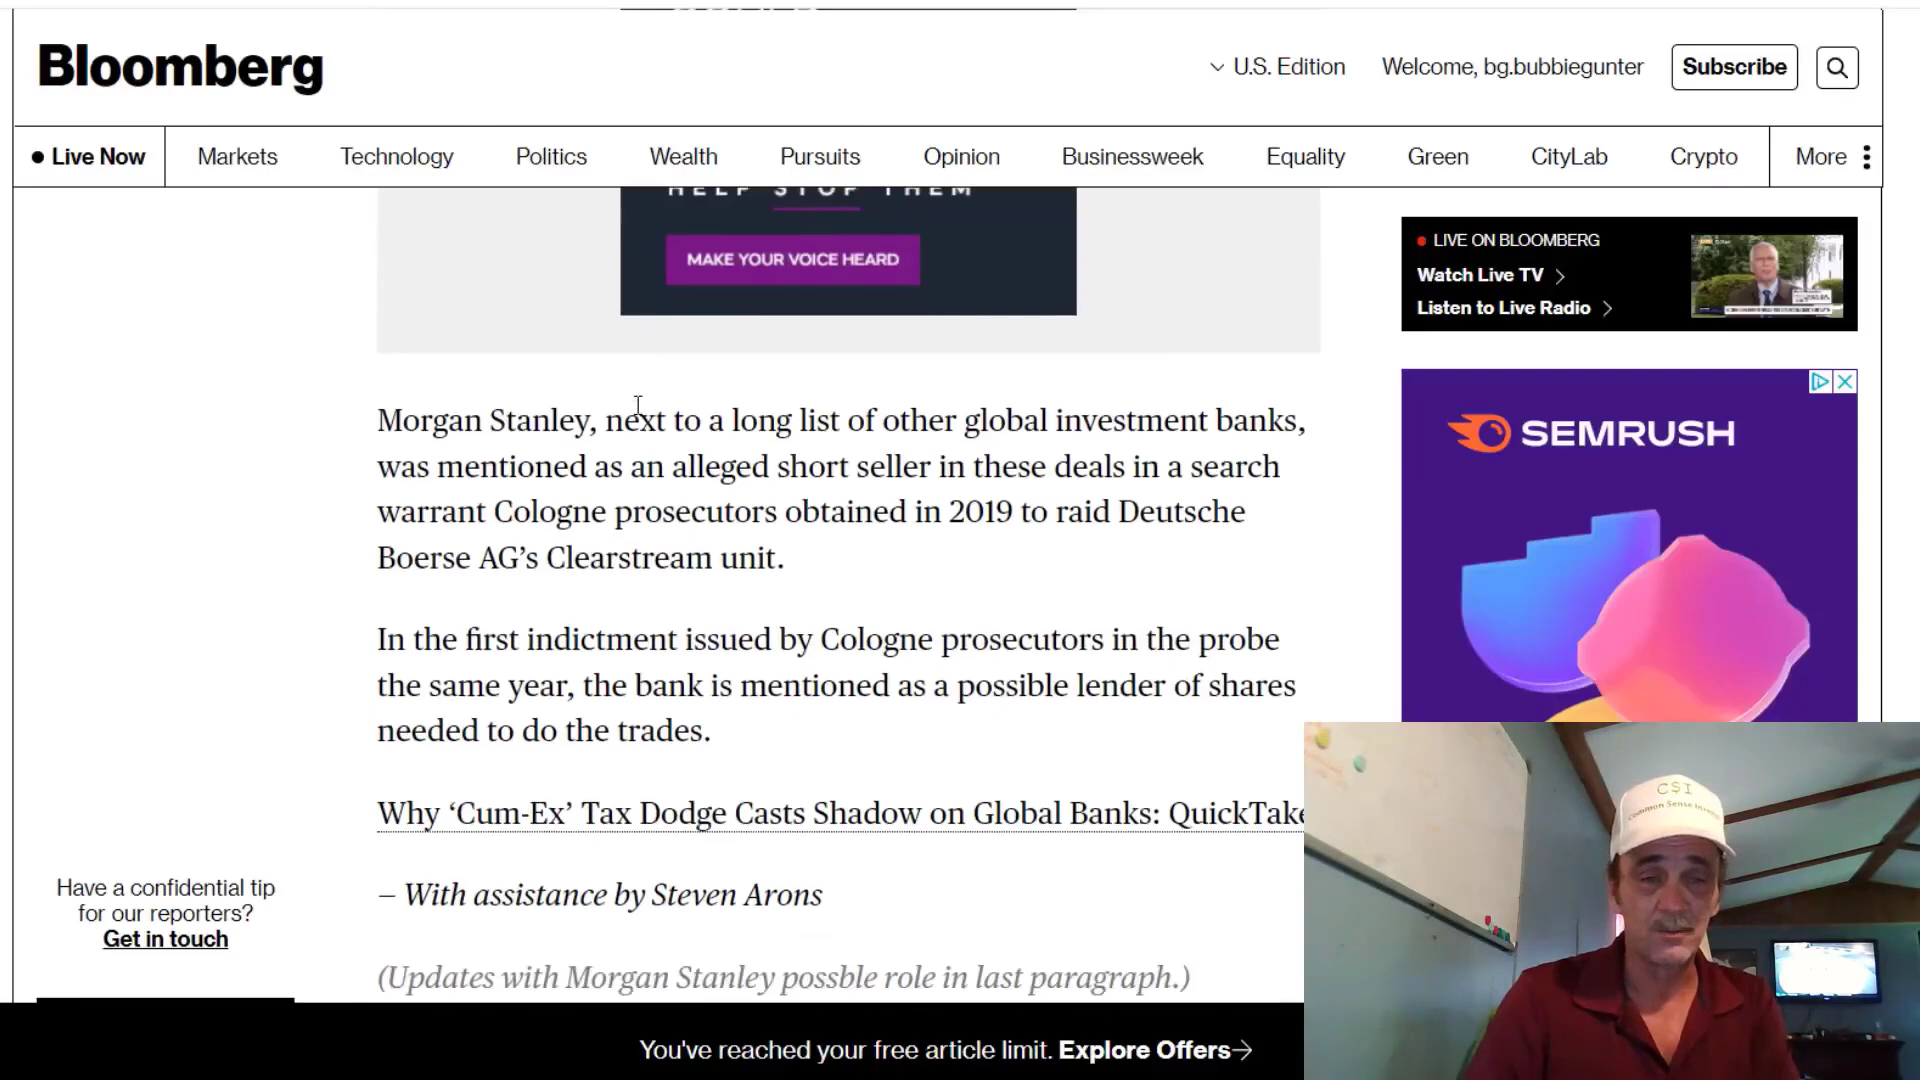 Bloomberg
U.S. Edition
Welcome, bg.bubbiegunter
Subscribe
Live Now
Markets
Technology
Politics
Wealth
Pursuits
Opinion
Businessweek
Equality
Green
CityLab
Crypto
More
HELP STOP THEM
MAKE YOUR VOICE HEARD
LIVE ON BLOOMBERG
Watch Live TV
Listen to Live Radio
SEMRUSH
Morgan Stanley, next to a long list of other global investment banks,
was mentioned as an alleged short seller in these deals in a search
warrant Cologne prosecutors obtained in 2019 to raid Deutsche
Boerse AG’s Clearstream unit.
In the first indictment issued by Cologne prosecutors in the probe
the same year, the bank is mentioned as a possible lender of shares
needed to do the trades.
Why ‘Cum-Ex’ Tax Dodge Casts Shadow on Global Banks: QuickTake
– With assistance by Steven Arons
(Updates with Morgan Stanley possble role in last paragraph.)
Have a confidential tip
for our reporters?
Get in touch
You've reached your free article limit. Explore Offers
C$I
Common Sense